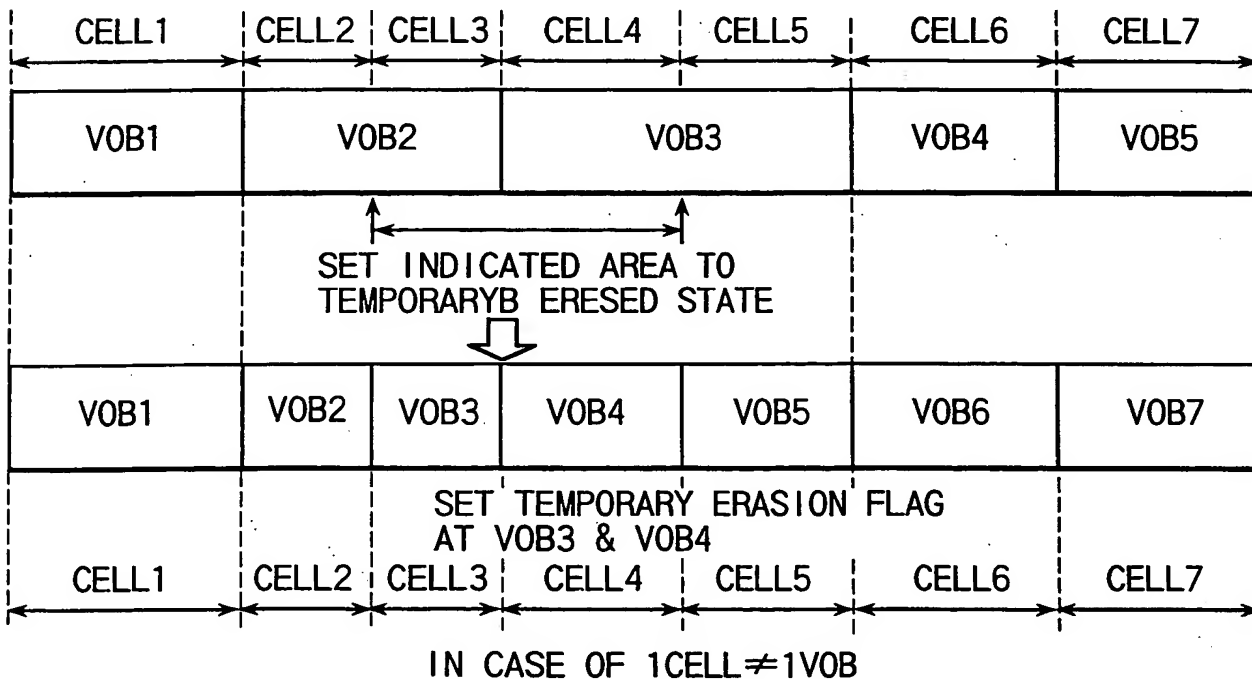 CELL1 CELL2 CELL3 CELL4 CELL5 CELL6 CELL7
VOB1 VOB2 VOB3 VOB4 VOB5
SET INDICATED AREA TO
TEMPORARYB ERESED STATE
VOB1 VOB2 VOB3 VOB4 VOB5 VOB6 VOB7
SET TEMPORARY ERASION FLAG
AT VOB3 & VOB4
CELL1 CELL2 CELL3 CELL4 CELL5 CELL6 CELL7
IN CASE OF 1CELL≠1VOB